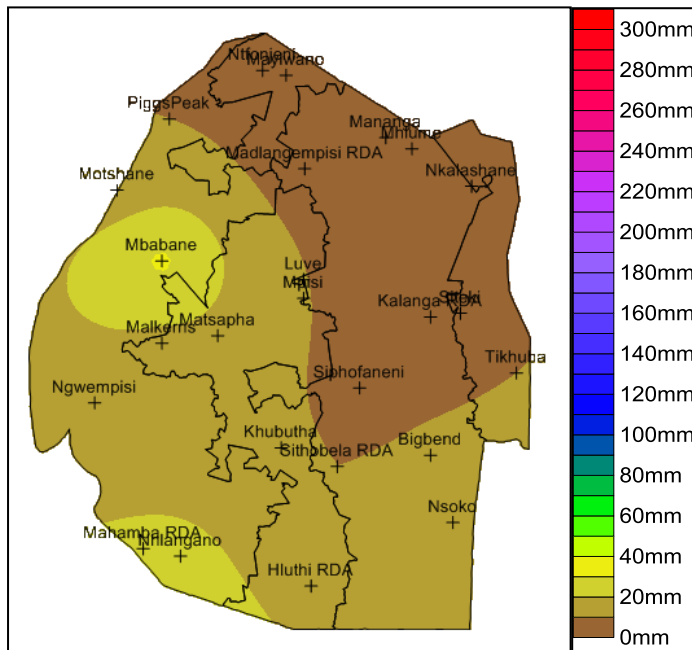 Ntfonjeni
Mayiwano
PiggsPeak
Mananga
Mhlume
Madlangempisi RDA
Nkalashane
Motshane
Mbabane
Luve
Mpisi
Kalanga RDA
Matsapha
Malkerns
Tikhuba
Siphofaneni
Ngwempisi
Khubutha
Sithobela RDA
Bigbend
Nsoko
Mahamba RDA
Nhlangano
Hluthi RDA
300mm
280mm
260mm
240mm
220mm
200mm
180mm
160mm
140mm
120mm
100mm
80mm
60mm
40mm
20mm
0mm